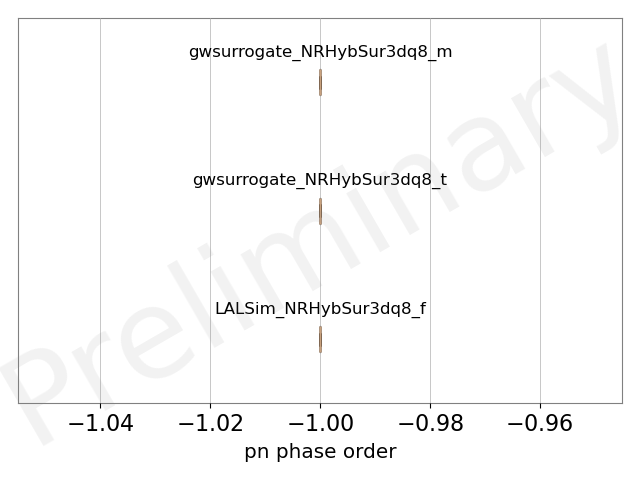 gwsurrogate_NRHybSur3dq8_m
gwsurrogate_NRHybSur3dq8_t
LALSim_NRHybSur3dq8_f
Preliminary
−1.04 −1.02 −1.00 −0.98 −0.96
pn phase order